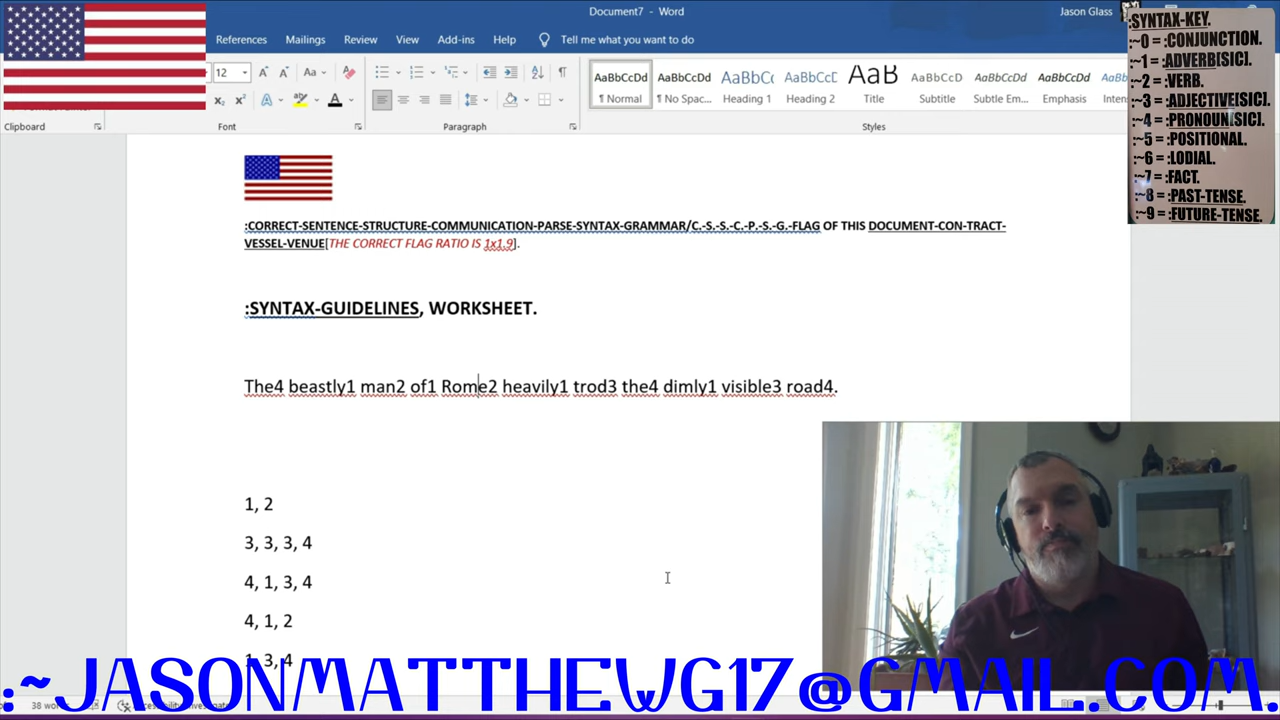 Document7 - Word
Jason Glass
References Mailings Review View Add-ins Help Tell me what you want to do
12 Aa
AaBbCcDd AaBbCcDd AaBbCc AaBbCcD AaB AaBbCcD AaBbCcDd AaBbCcDd
¶ Normal ¶ No Spac... Heading 1 Heading 2 Title Subtitle Subtle Em... Emphasis
Clipboard Font Paragraph Styles
:SYNTAX-KEY.
:~0 = :CONJUNCTION.
:~1 = :ADVERB[SIC].
:~2 = :VERB.
:~3 = :ADJECTIVE[SIC].
:~4 = :PRONOUN[SIC].
:~5 = :POSITIONAL.
:~6 = :LODIAL.
:~7 = :FACT.
:~8 = :PAST-TENSE.
:~9 = :FUTURE-TENSE.
:CORRECT-SENTENCE-STRUCTURE-COMMUNICATION-PARSE-SYNTAX-GRAMMAR/C.-S.-S.-C.-P.-S.-G.-FLAG OF THIS DOCUMENT-CON-TRACT-
VESSEL-VENUE[THE CORRECT FLAG RATIO IS 1x1.9].
:SYNTAX-GUIDELINES, WORKSHEET.
The4 beastly1 man2 of1 Rome2 heavily1 trod3 the4 dimly1 visible3 road4.
1, 2
3, 3, 3, 4
4, 1, 3, 4
4, 1, 2
1, 3, 4
:~JASONMATTHEWG17@GMAIL.COM.